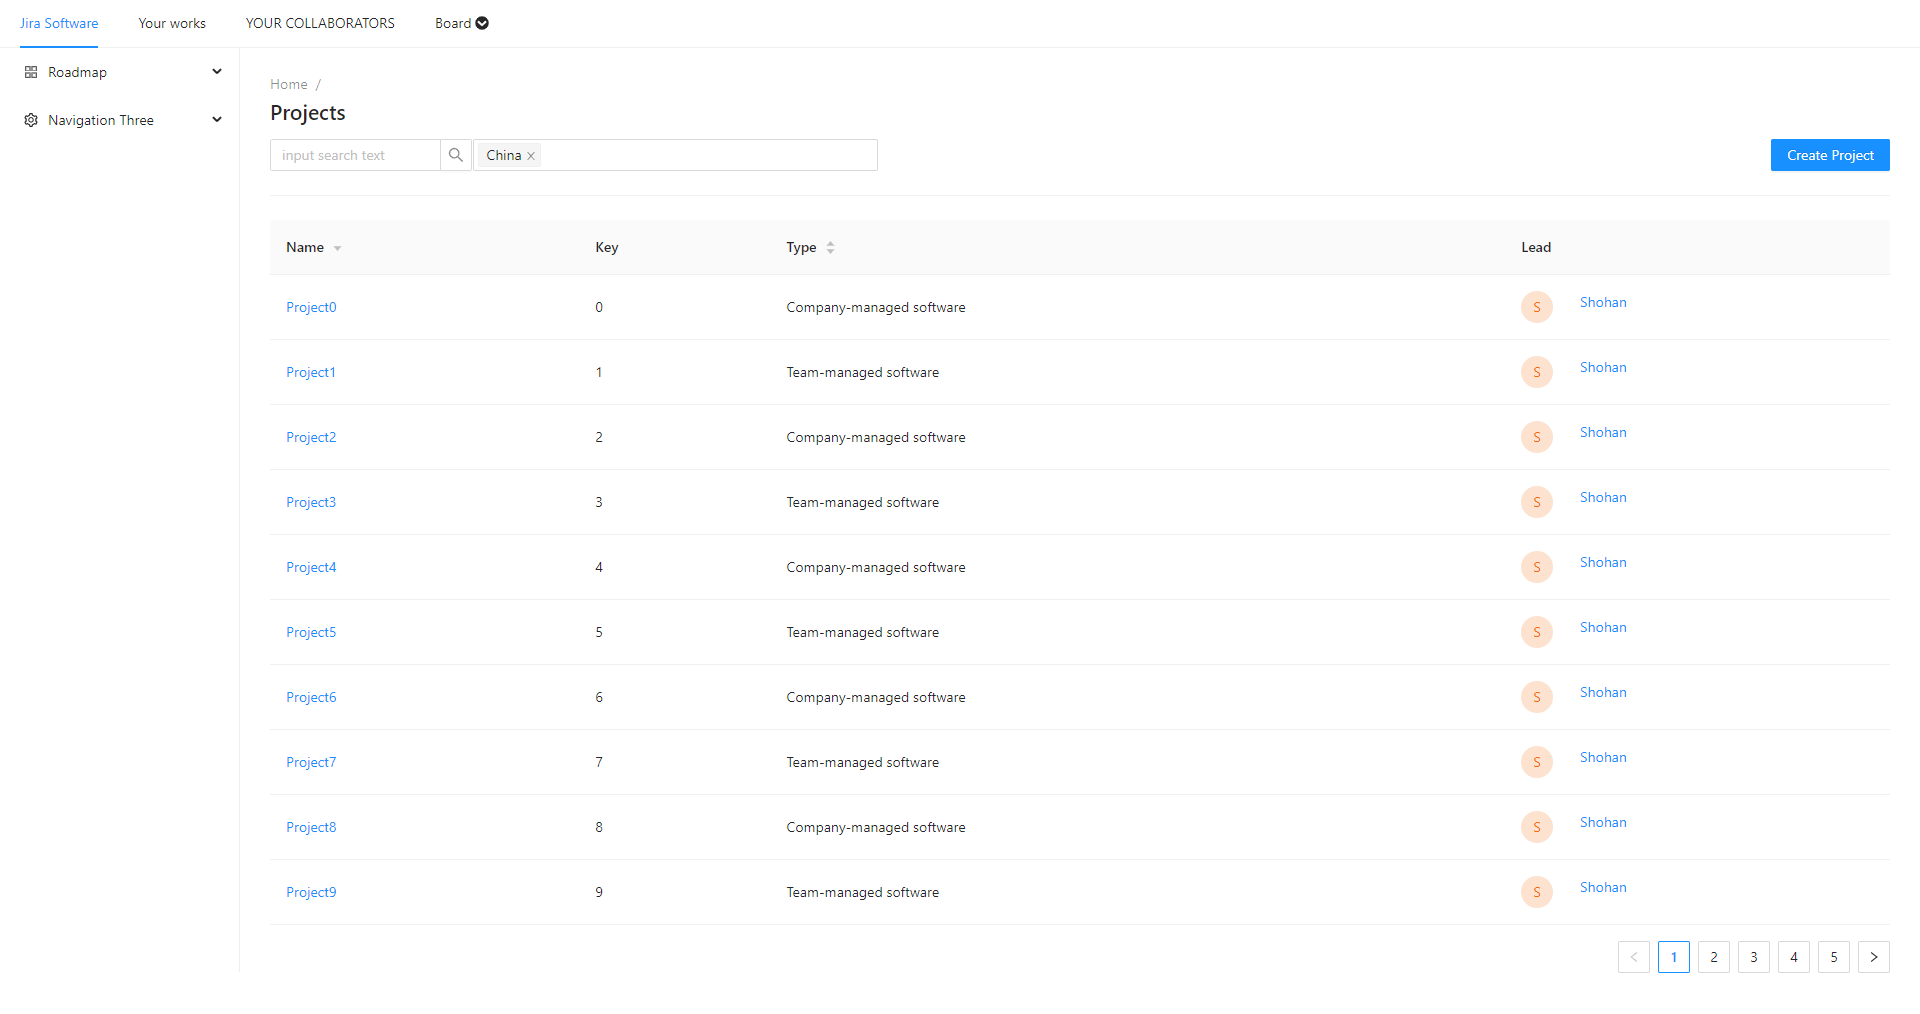 Jira Software Your works YOUR COLLABORATORS Board
Roadmap
Navigation Three
Home /
Projects
input search text China
Create Project
Name Key Type Lead
Project0 0 Company-managed software S Shohan
Project1 1 Team-managed software S Shohan
Project2 2 Company-managed software S Shohan
Project3 3 Team-managed software S Shohan
Project4 4 Company-managed software S Shohan
Project5 5 Team-managed software S Shohan
Project6 6 Company-managed software S Shohan
Project7 7 Team-managed software S Shohan
Project8 8 Company-managed software S Shohan
Project9 9 Team-managed software S Shohan
1 2 3 4 5